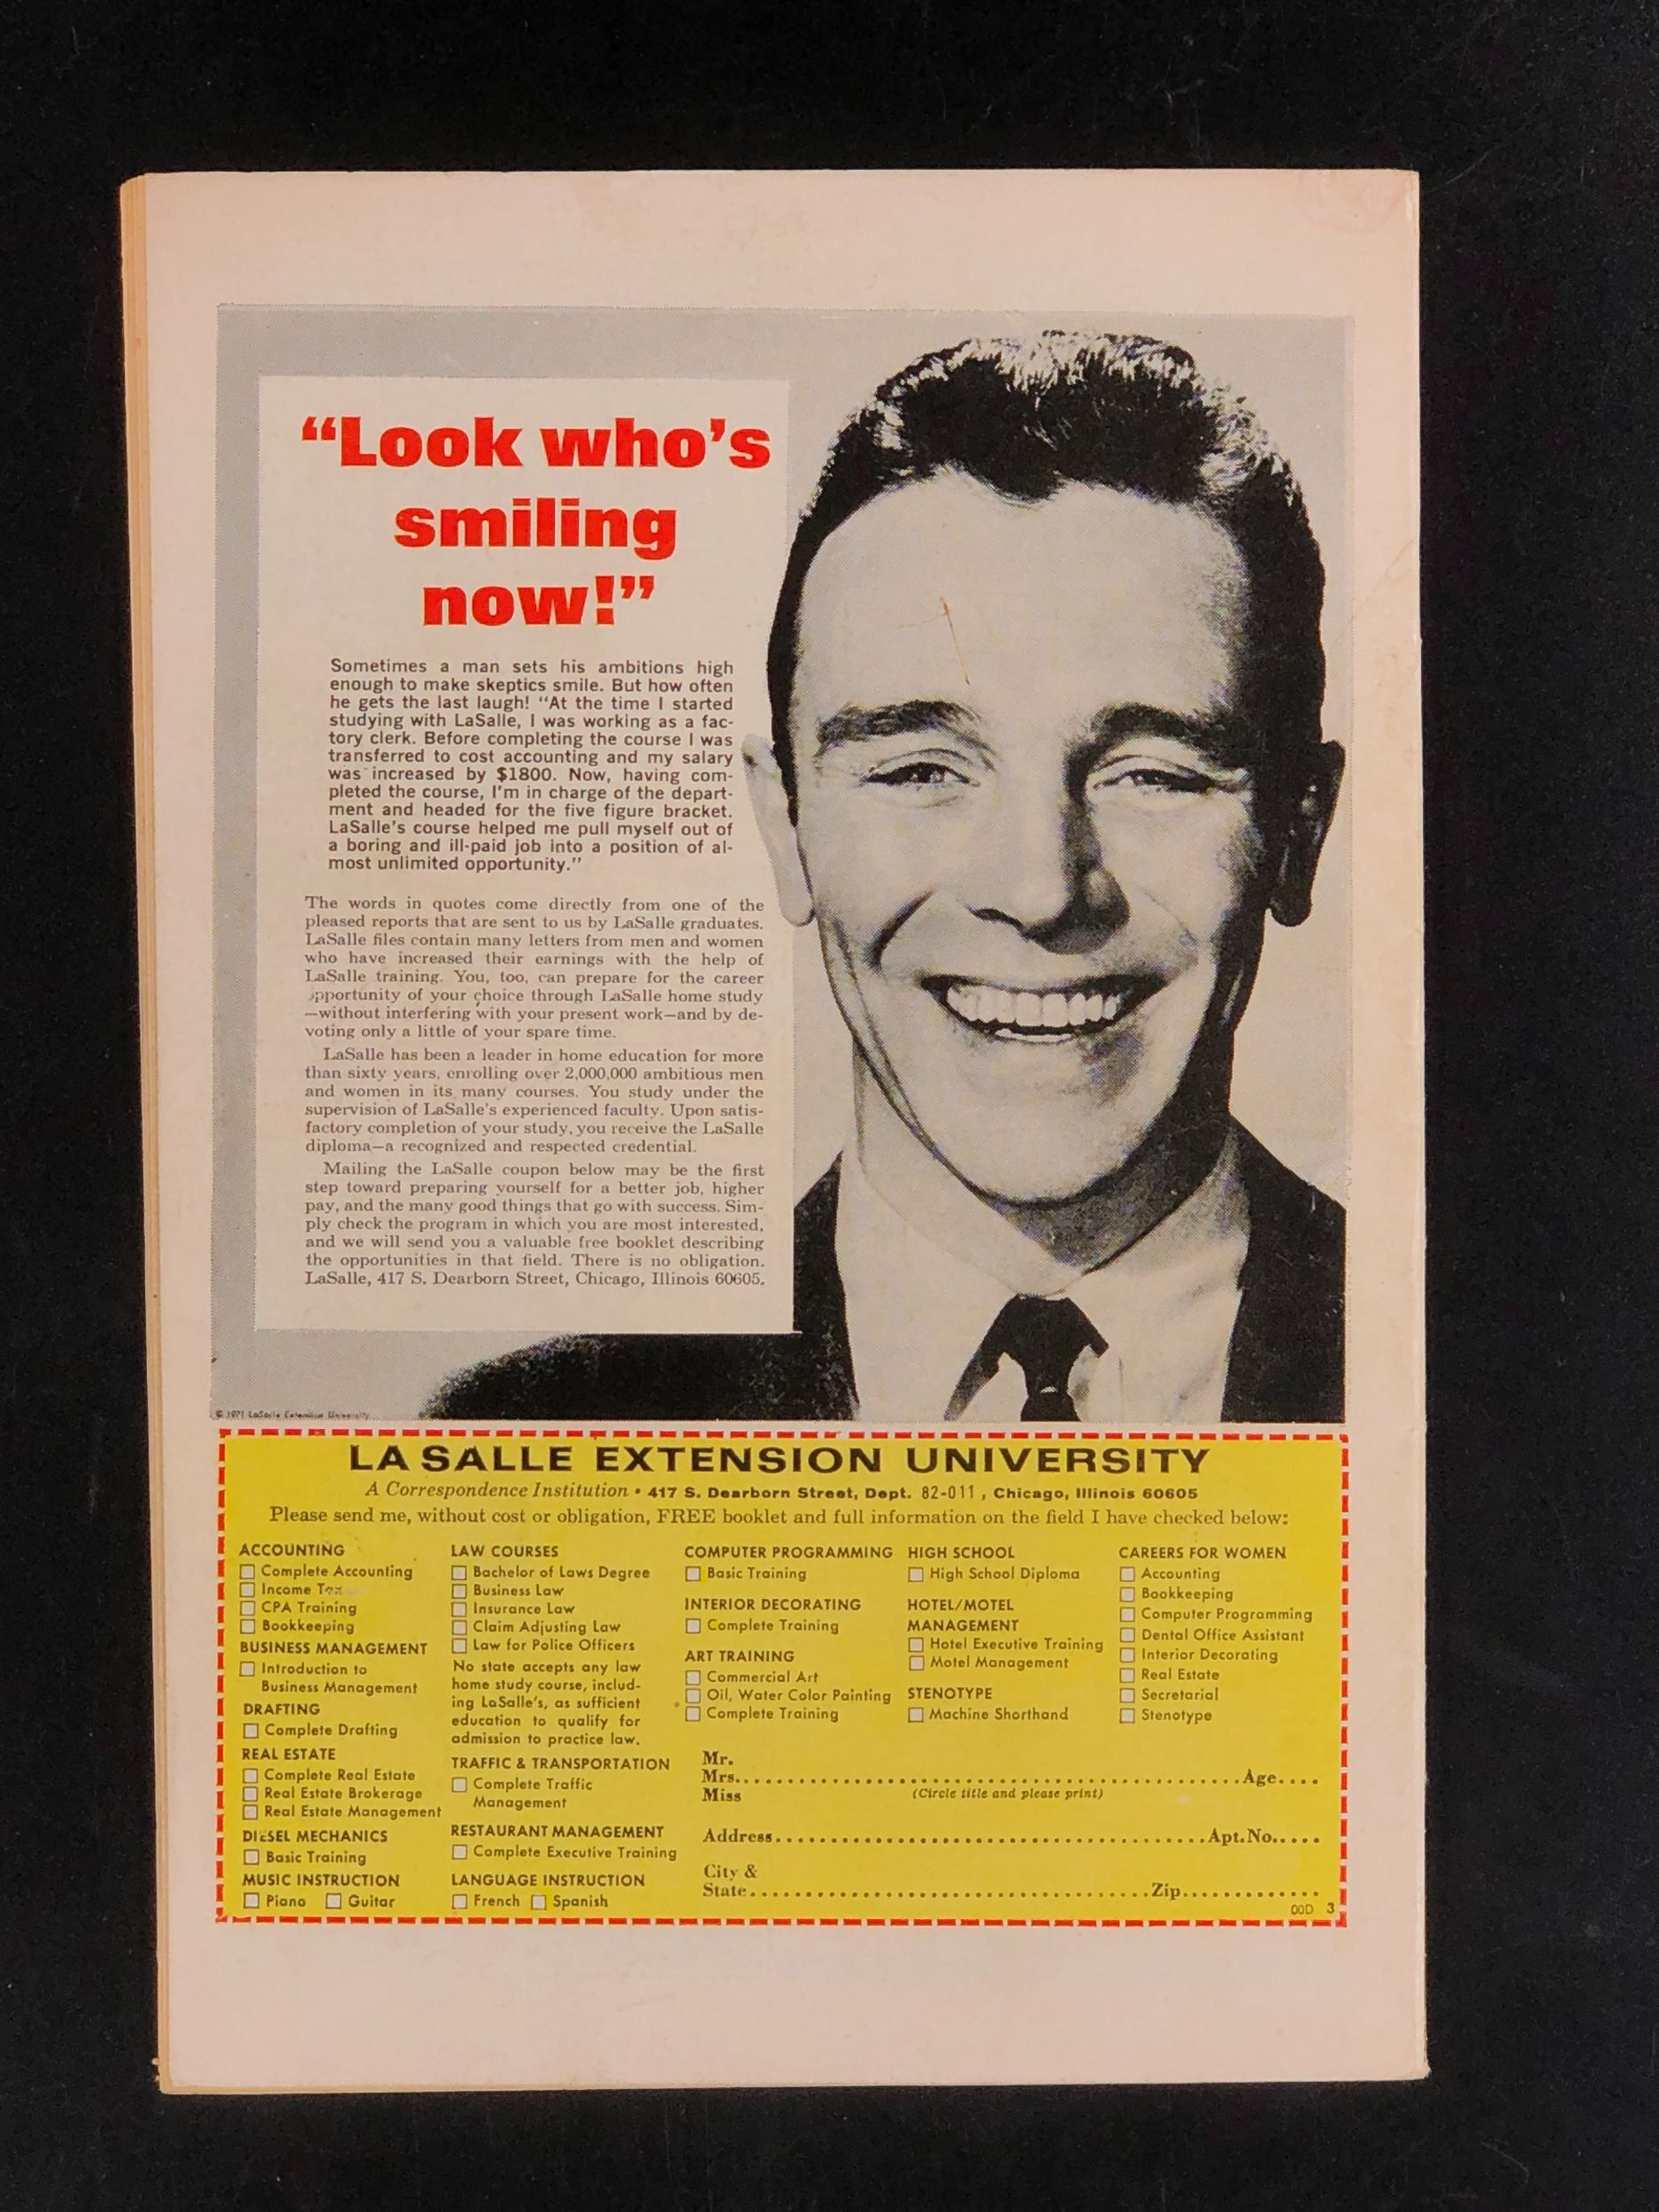 “Look who’s
smiling
now!”
Sometimes a man sets his ambitions high
enough to make skeptics smile. But how often
he gets the last laugh! “At the time I started
studying with LaSalle, I was working as a fac-
tory clerk. Before completing the course I was
transferred to cost accounting and my salary
was increased by $1800. Now, having com-
pleted the course, I’m in charge of the depart-
ment and headed for the five figure bracket.
LaSalle’s course helped me pull myself out of
a boring and ill-paid job into a position of al-
most unlimited opportunity.”
The words in quotes come directly from one of the
pleased reports that are sent to us by LaSalle graduates.
LaSalle files contain many letters from men and women
who have increased their earnings with the help of
LaSalle training. You, too, can prepare for the career
opportunity of your choice through LaSalle home study
—without interfering with your present work—and by de-
voting only a little of your spare time.
LaSalle has been a leader in home education for more
than sixty years, enrolling over 2,000,000 ambitious men
and women in its many courses. You study under the
supervision of LaSalle’s experienced faculty. Upon satis-
factory completion of your study, you receive the LaSalle
diploma—a recognized and respected credential.
Mailing the LaSalle coupon below may be the first
step toward preparing yourself for a better job, higher
pay, and the many good things that go with success. Sim-
ply check the program in which you are most interested,
and we will send you a valuable free booklet describing
the opportunities in that field. There is no obligation.
LaSalle, 417 S. Dearborn Street, Chicago, Illinois 60605.
© 1971 LaSalle Extension University
LA SALLE EXTENSION UNIVERSITY
A Correspondence Institution • 417 S. Dearborn Street, Dept. 82-011, Chicago, Illinois 60605
Please send me, without cost or obligation, FREE booklet and full information on the field I have checked below:
ACCOUNTING
Complete Accounting
Income Tax
CPA Training
Bookkeeping
BUSINESS MANAGEMENT
Introduction to
Business Management
DRAFTING
Complete Drafting
REAL ESTATE
Complete Real Estate
Real Estate Brokerage
Real Estate Management
DIESEL MECHANICS
Basic Training
MUSIC INSTRUCTION
Piano Guitar
LAW COURSES
Bachelor of Laws Degree
Business Law
Insurance Law
Claim Adjusting Law
Law for Police Officers
No state accepts any law
home study course, includ-
ing LaSalle’s, as sufficient
education to qualify for
admission to practice law.
TRAFFIC & TRANSPORTATION
Complete Traffic
Management
RESTAURANT MANAGEMENT
Complete Executive Training
LANGUAGE INSTRUCTION
French Spanish
COMPUTER PROGRAMMING
Basic Training
INTERIOR DECORATING
Complete Training
ART TRAINING
Commercial Art
Oil, Water Color Painting
Complete Training
HIGH SCHOOL
High School Diploma
HOTEL/MOTEL
MANAGEMENT
Hotel Executive Training
Motel Management
STENOTYPE
Machine Shorthand
CAREERS FOR WOMEN
Accounting
Bookkeeping
Computer Programming
Dental Office Assistant
Interior Decorating
Real Estate
Secretarial
Stenotype
Mr.
Mrs. Age
Miss (Circle title and please print)
Address Apt.No.
City &
State Zip
00D 3